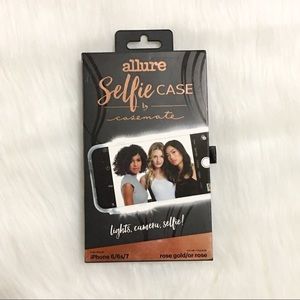 allure
Selfie CASE
by
casemate
lights, camera, selfie!
iPhone 6/6s/7
rose gold/or rose